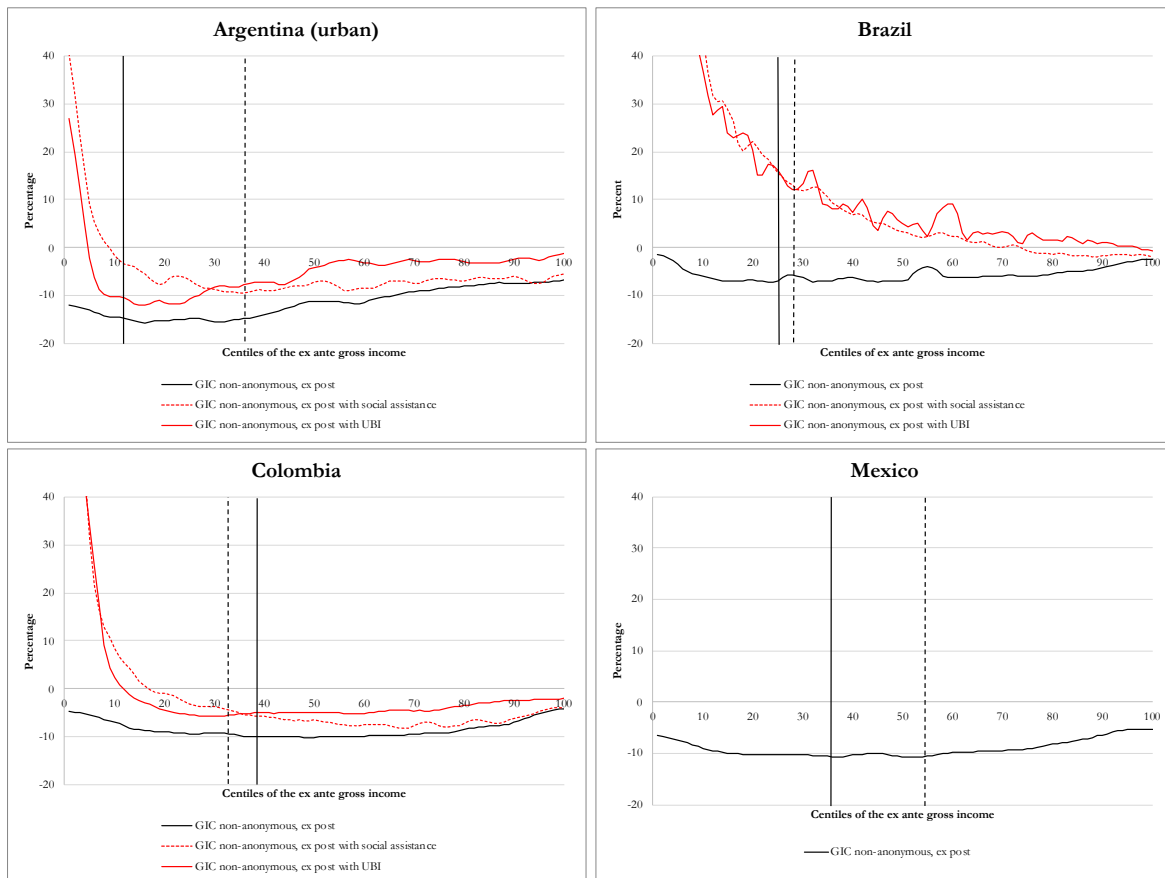 Argentina (urban)
40
30
20
10
0
-10
-20
0 10 20 30 40 50 60 70 80 90 100
Percentage
Centiles of the ex ante gross income
GIC non-anonymous, ex post
GIC non-anonymous, ex post with social assistance
GIC non-anonymous, ex post with UBI
Brazil
40
30
20
10
0
-10
-20
0 10 20 30 40 50 60 70 80 90 100
Percent
Centiles of ex ante gross income
GIC non-anonymous, ex post
GIC non-anonymous, ex post with social assistance
GIC non-anonymous, ex post with UBI
Colombia
40
30
20
10
0
-10
-20
0 10 20 30 40 50 60 70 80 90 100
Percentage
Centiles of the ex ante gross income
GIC non-anonymous, ex post
GIC non-anonymous, ex post with social assistance
GIC non-anonymous, ex post with UBI
Mexico
40
30
20
10
0
-10
-20
0 10 20 30 40 50 60 70 80 90 100
Percentage
Centiles of the ex ante gross income
GIC non-anonymous, ex post